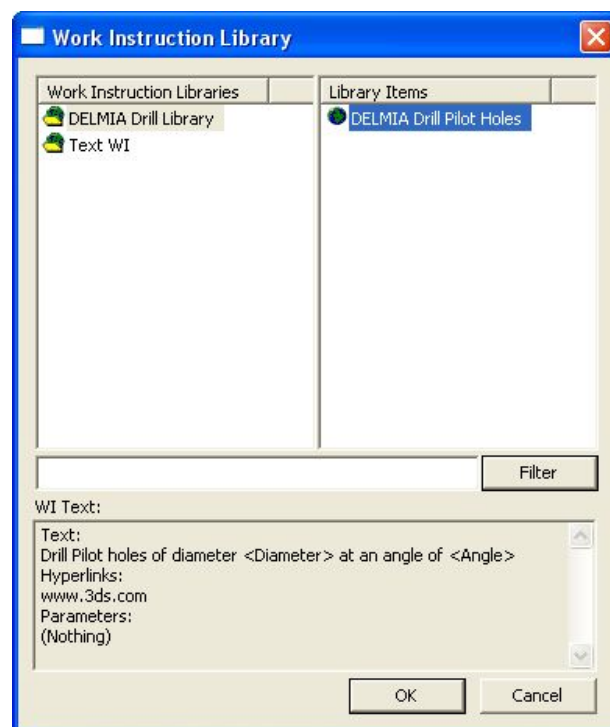 Work Instruction Library
Work Instruction Libraries
DELMIA Drill Library
Text WI
Library Items
DELMIA Drill Pilot Holes
Filter
WI Text:
Text:
Drill Pilot holes of diameter <Diameter> at an angle of <Angle>
Hyperlinks:
www.3ds.com
Parameters:
(Nothing)
OK
Cancel